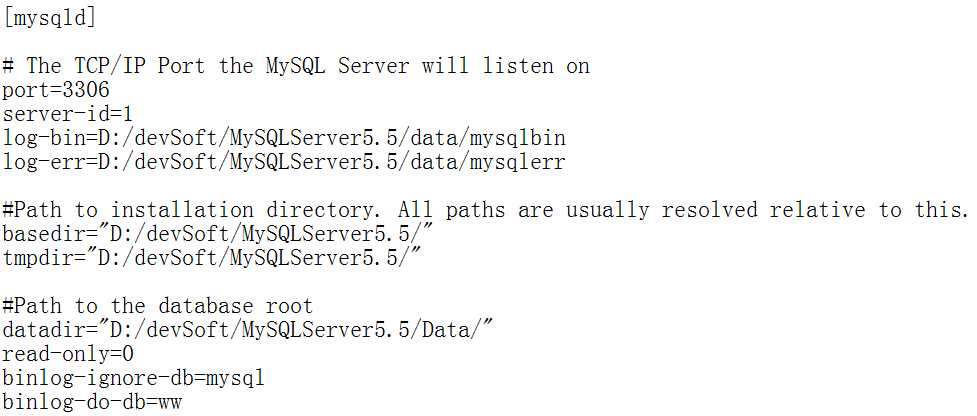 [mysqld]
# The TCP/IP Port the MySQL Server will listen on
port=3306
server-id=1
log-bin=D:/devSoft/MySQLServer5.5/data/mysqlbin
log-err=D:/devSoft/MySQLServer5.5/data/mysqlerr
#Path to installation directory. All paths are usually resolved relative to this.
basedir="D:/devSoft/MySQLServer5.5/"
tmpdir="D:/devSoft/MySQLServer5.5/"
#Path to the database root
datadir="D:/devSoft/MySQLServer5.5/Data/"
read-only=0
binlog-ignore-db=mysql
binlog-do-db=ww